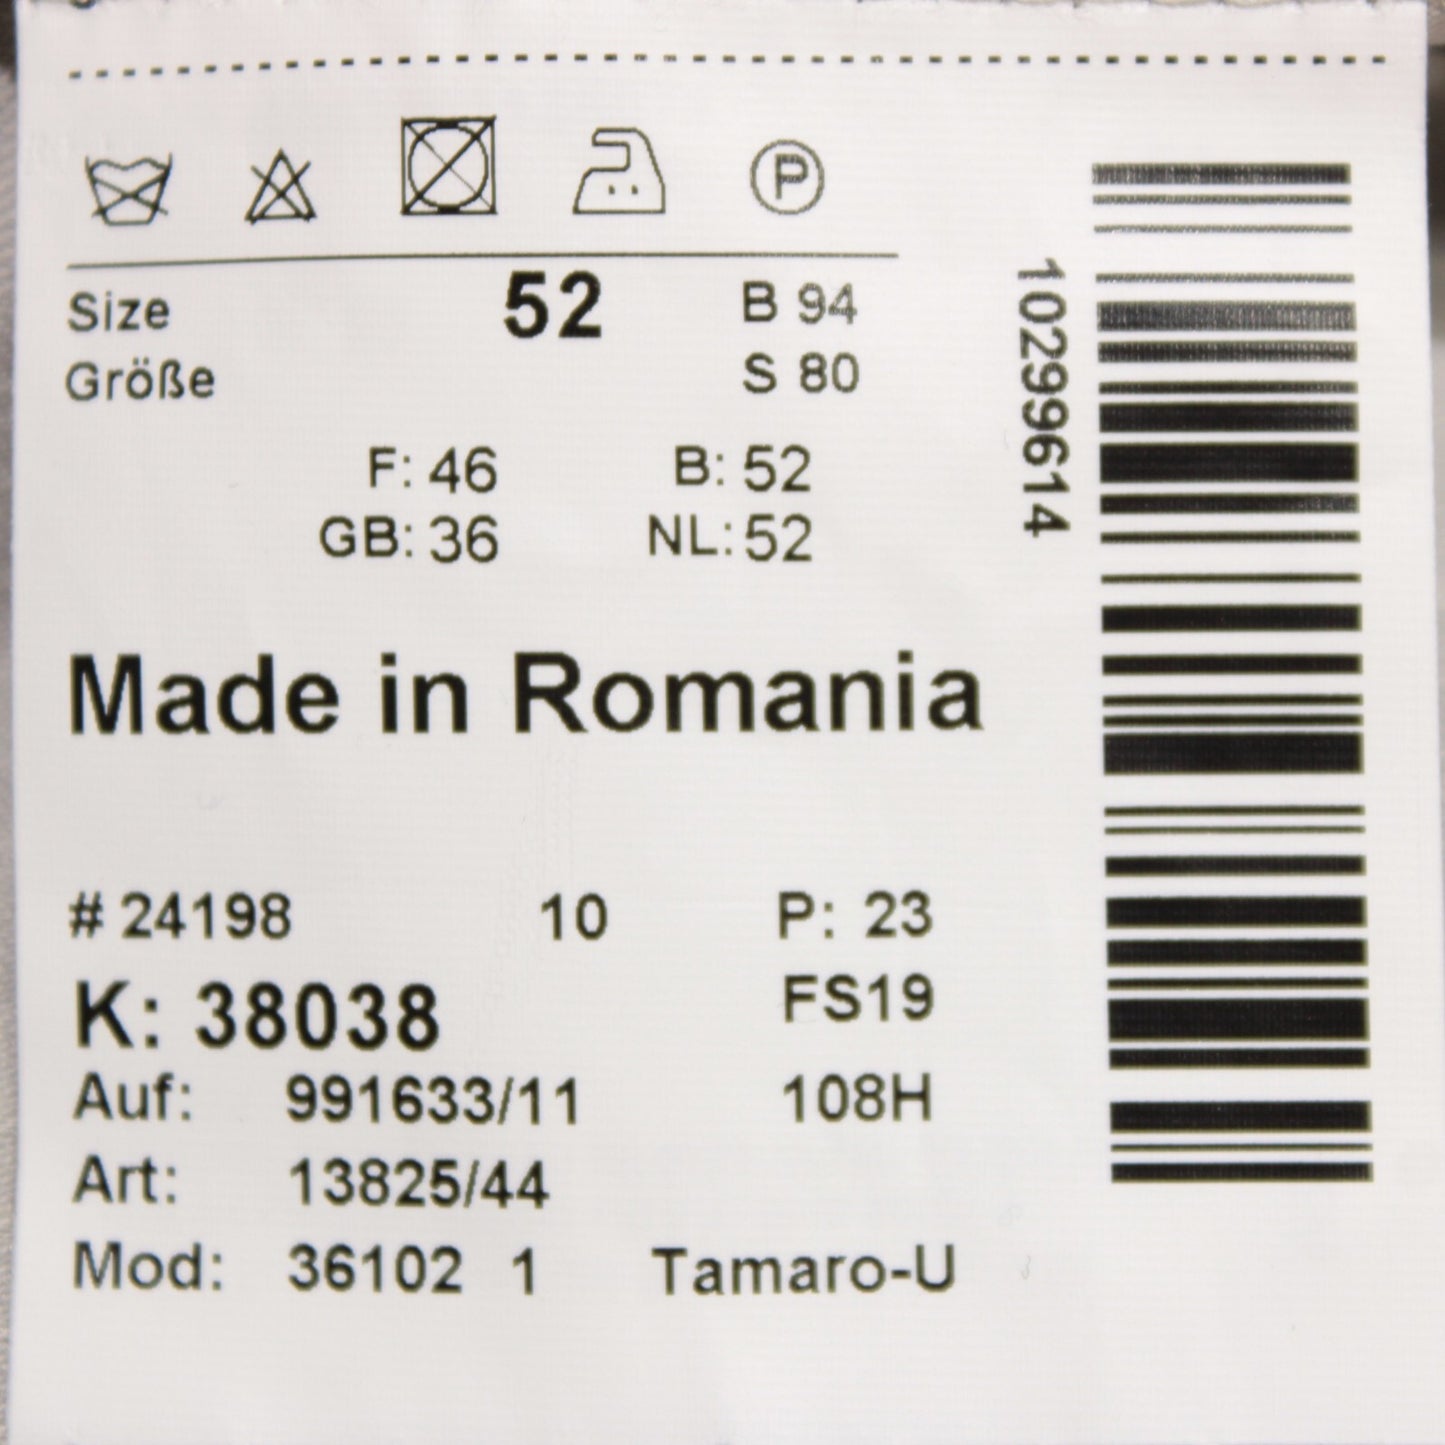 P
Size 52 B 94
Größe S 80
F: 46 B: 52
GB: 36 NL: 52
Made in Romania
# 24198 10 P: 23
K: 38038 FS19
Auf: 991633/11 108H
Art: 13825/44
Mod: 36102 1 Tamaro-U
10299614